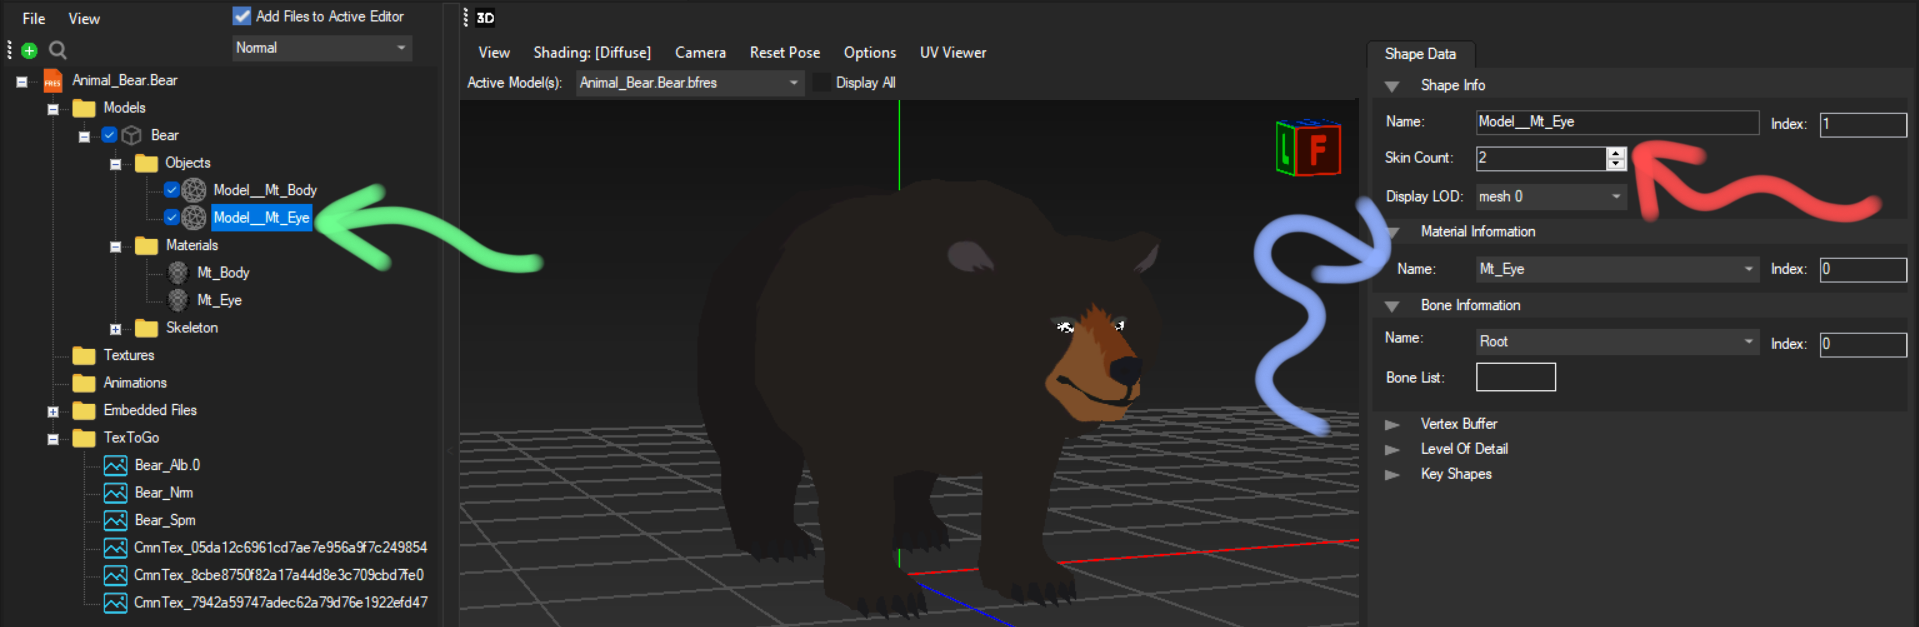 File View
Add Files to Active Editor
Normal
FRES Animal_Bear.Bear
Models
Bear
Objects
Model__Mt_Body
Model__Mt_Eye
Materials
Mt_Body
Mt_Eye
Skeleton
Textures
Animations
Embedded Files
TexToGo
Bear_Alb.0
Bear_Nrm
Bear_Spm
CmnTex_05da12c6961cd7ae7e956a9f7c249854
CmnTex_8cbe8750f82a17a44d8e3c709cbd7fe0
CmnTex_7942a59747adec62a79d76e1922efd47
3D
View Shading: [Diffuse] Camera Reset Pose Options UV Viewer
Active Model(s): Animal_Bear.Bear.bfres Display All
L F
Shape Data
Shape Info
Name: Model__Mt_Eye Index: 1
Skin Count: 2
Display LOD: mesh 0
Material Information
Name: Mt_Eye Index: 0
Bone Information
Name: Root Index: 0
Bone List:
Vertex Buffer
Level Of Detail
Key Shapes